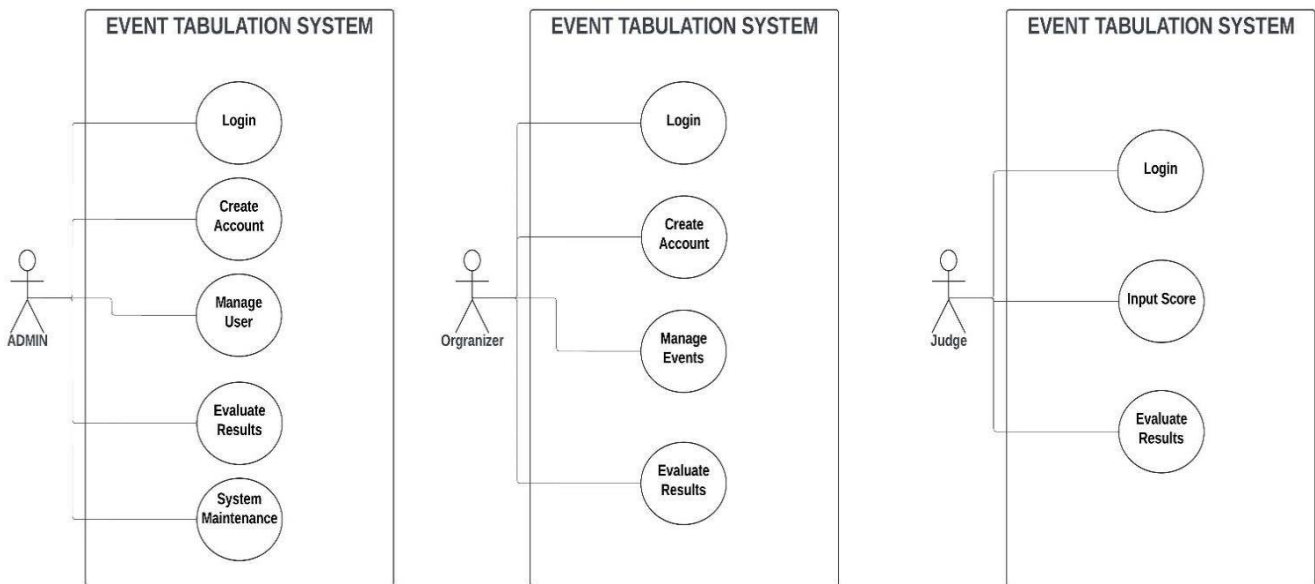 EVENT TABULATION SYSTEM
Login
Create
Account
Manage
User
Evaluate
Results
System
Maintenance
ADMIN
EVENT TABULATION SYSTEM
Login
Create
Account
Manage
Events
Evaluate
Results
Orgranizer
EVENT TABULATION SYSTEM
Login
Input Score
Evaluate
Results
Judge